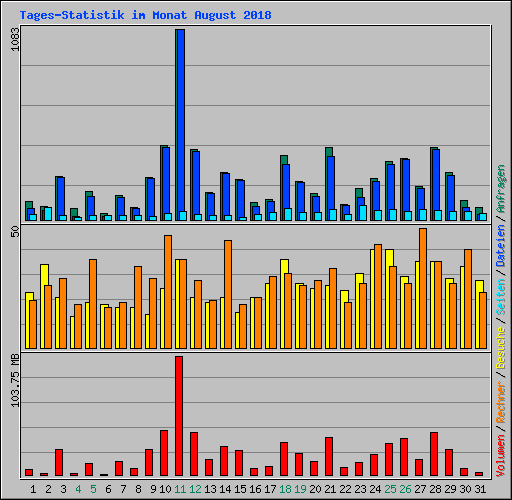 Tages-Statistik im Monat August 2018
1083
50
103.75 MB
Volumen / Rechner / Besuche / Seiten / Dateien / Anfragen
1 2 3 4 5 6 7 8 9 10 11 12 13 14 15 16 17 18 19 20 21 22 23 24 25 26 27 28 29 30 31